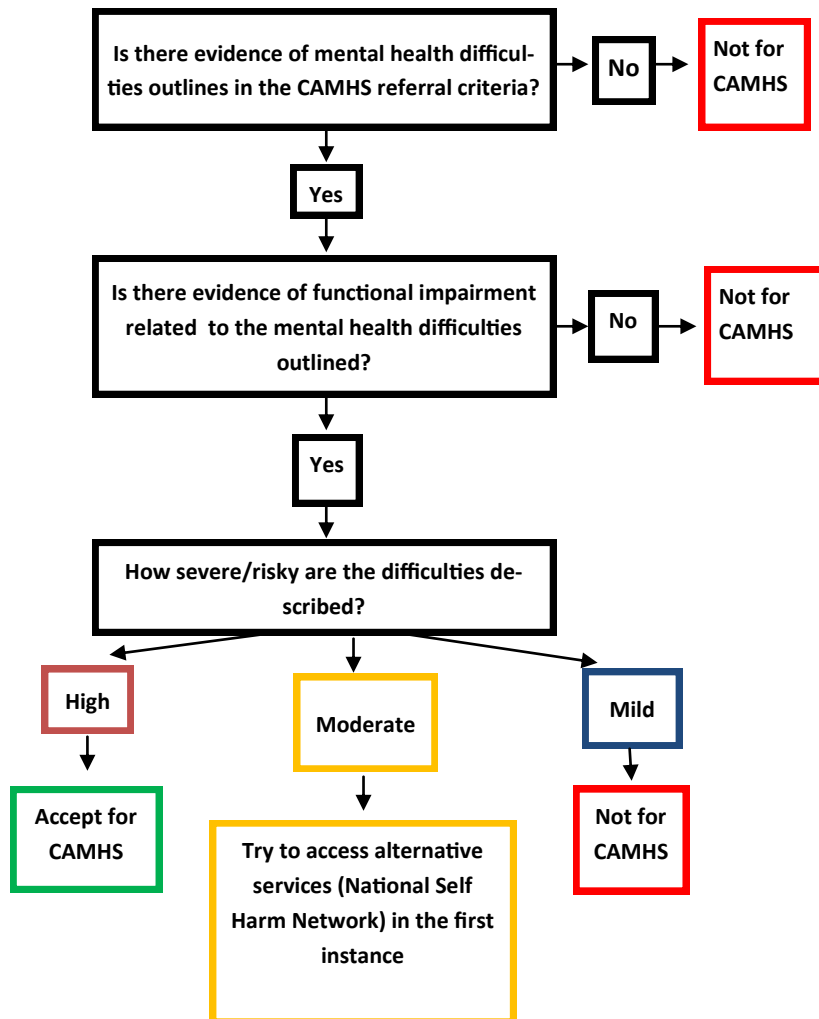 Is there evidence of mental health difficul-
ties outlines in the CAMHS referral criteria?
No
Not for
CAMHS
Yes
Is there evidence of functional impairment
related  to the mental health difficulties
outlined?
No
Not for
CAMHS
Yes
How severe/risky are the difficulties de-
scribed?
High
Moderate
Mild
Accept for
CAMHS
Try to access alternative
services (National Self
Harm Network) in the first
instance
Not for
CAMHS